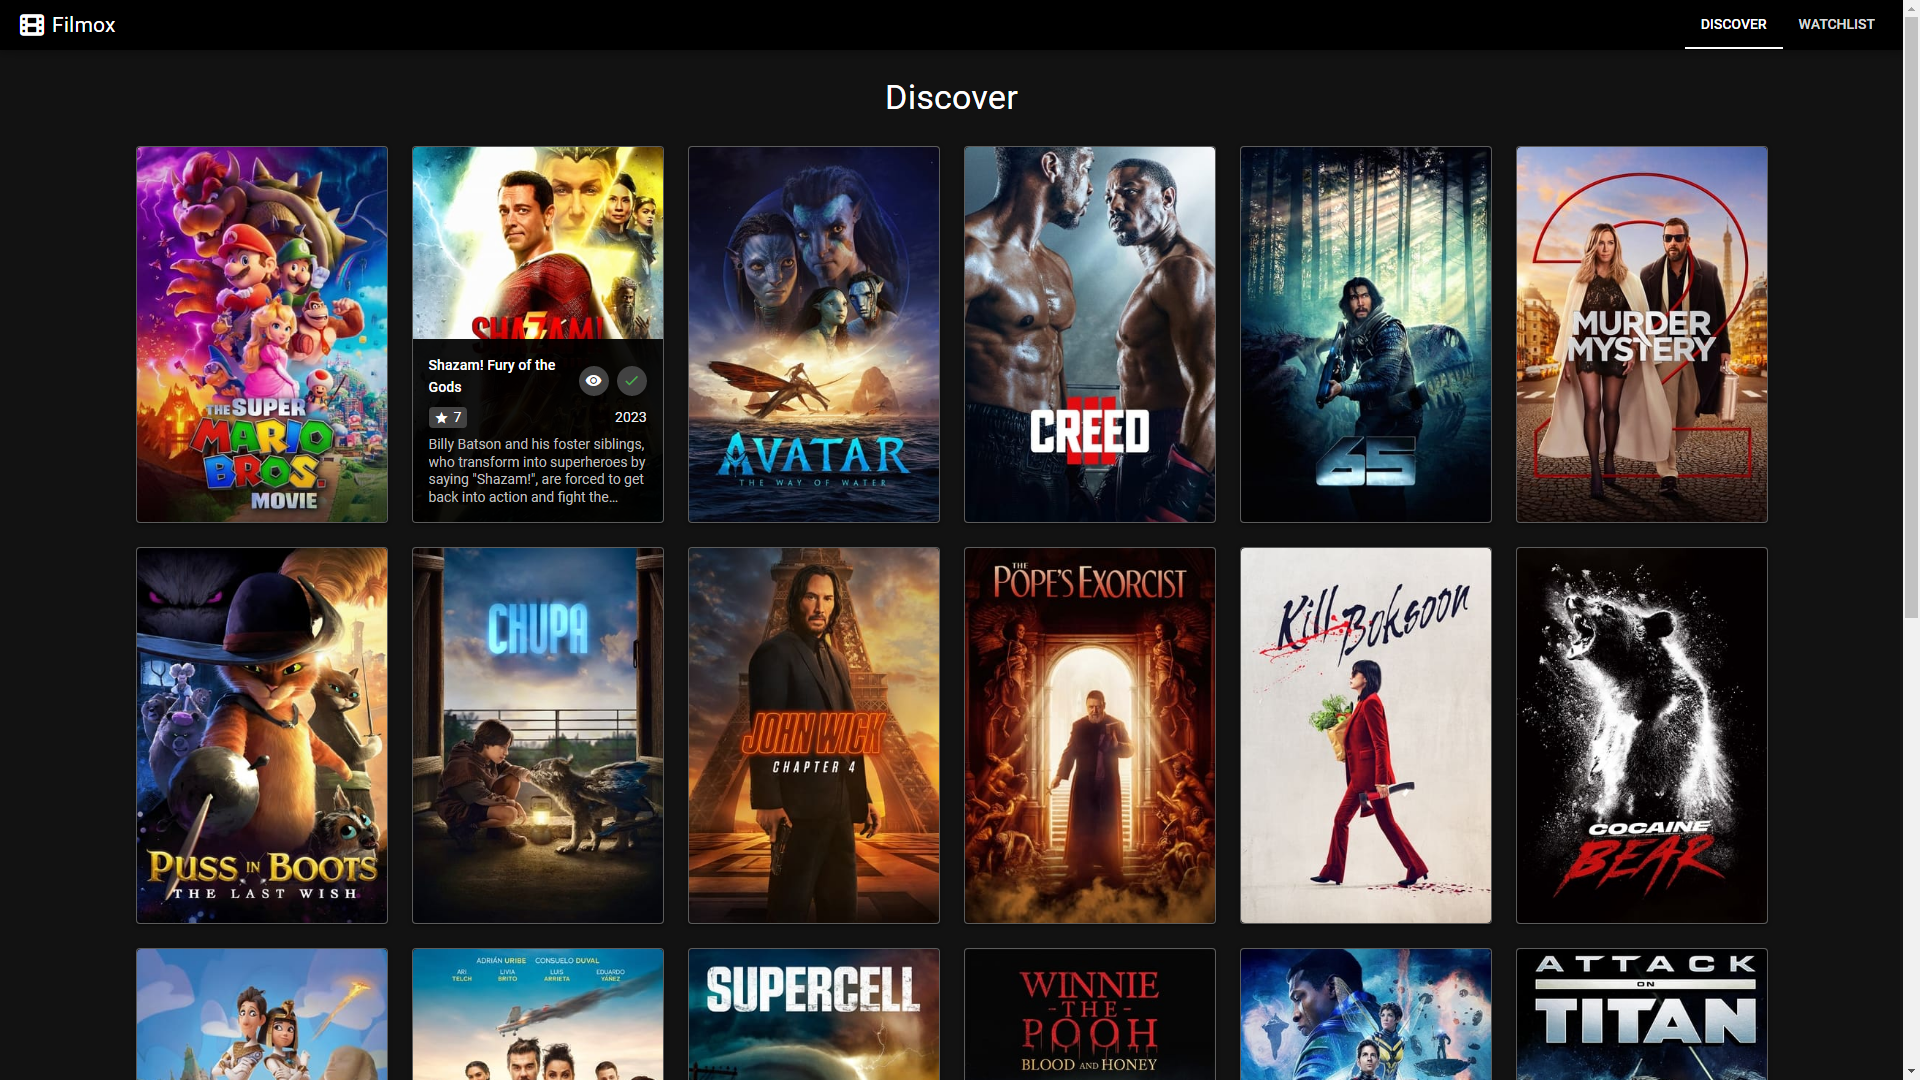 Filmox
DISCOVER
WATCHLIST
Discover
THE SUPER
MARIO
BROS.
MOVIE
SHAZAM!
Shazam! Fury of the
Gods
7
2023
Billy Batson and his foster siblings,
who transform into superheroes by
saying "Shazam!", are forced to get
back into action and fight the...
AVATAR
THE WAY OF WATER
CREED
III
65
2
MURDER
MYSTERY
PUSS IN BOOTS
THE LAST WISH
CHUPA
JOHN WICK
CHAPTER 4
THE
POPE'S EXORCIST
Kill Boksoon
COCAINE
BEAR
ADRIÁN URIBE CONSUELO DUVAL
ARI TELCH
LIVIA BRITO
LUIS ARRIETA
EDUARDO YÁÑEZ
SUPERCELL
WINNIE
-THE-
POOH
BLOOD AND HONEY
ATTACK
ON
TITAN